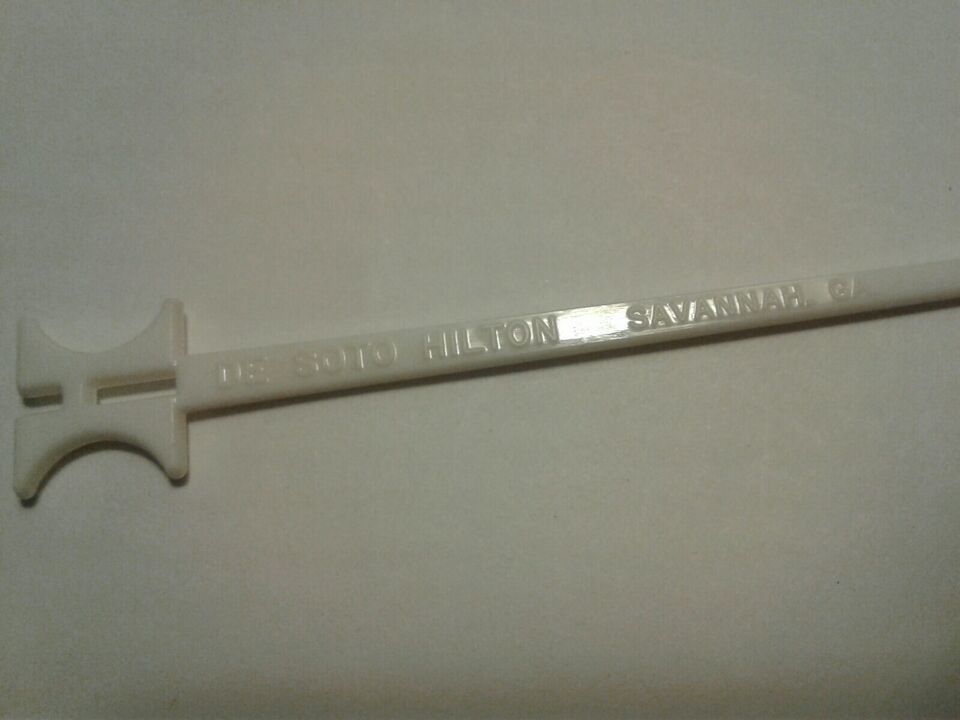 DE SOTO HILTON SAVANNAH, GA